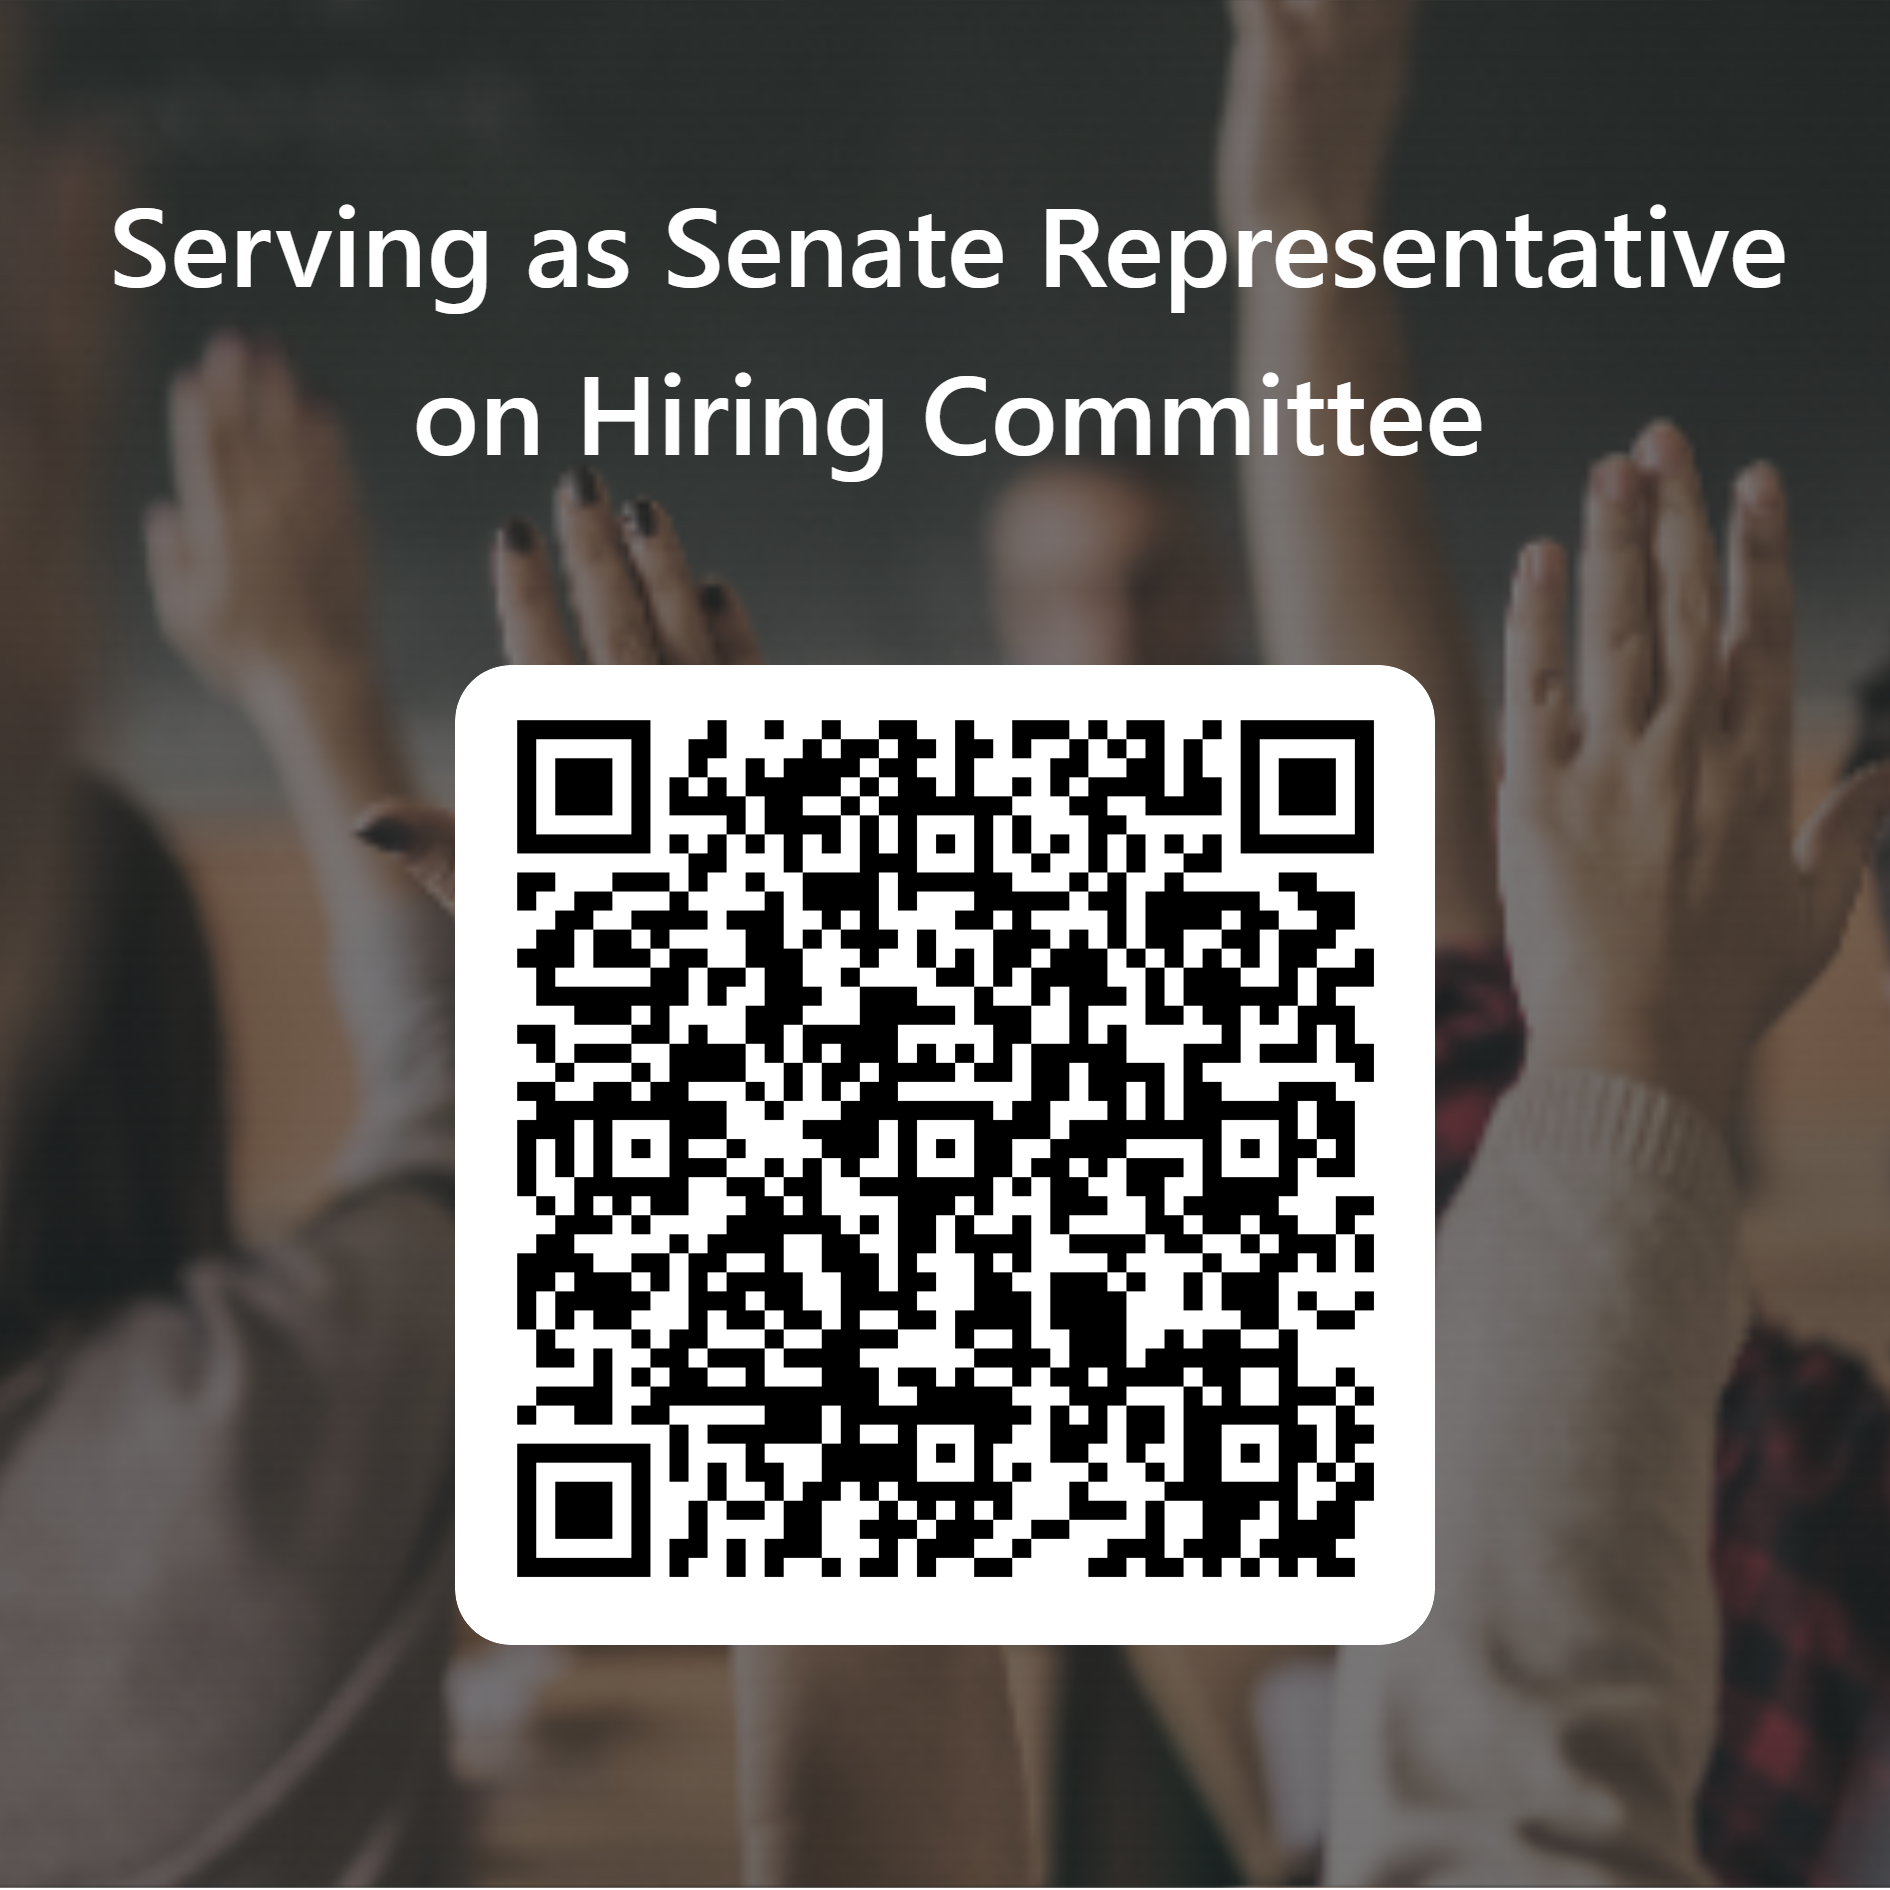 Serving as Senate Representative
on Hiring Committee